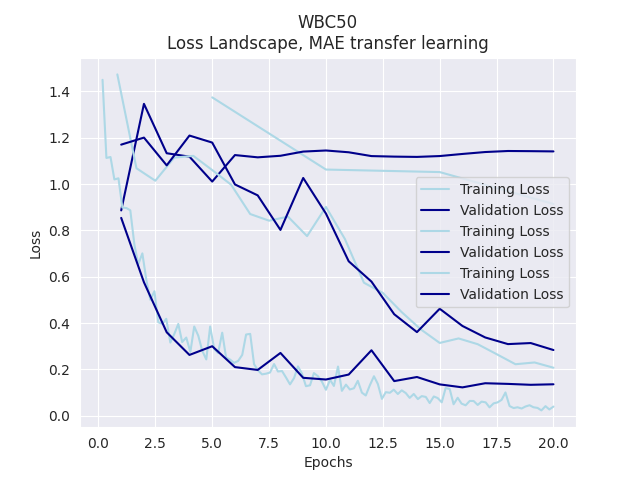 WBC50
Loss Landscape, MAE transfer learning
1.4
1.2
1.0
0.8
0.6
0.4
0.2
0.0
Loss
Training Loss
Validation Loss
Training Loss
Validation Loss
Training Loss
Validation Loss
0.0 2.5 5.0 7.5 10.0 12.5 15.0 17.5 20.0
Epochs